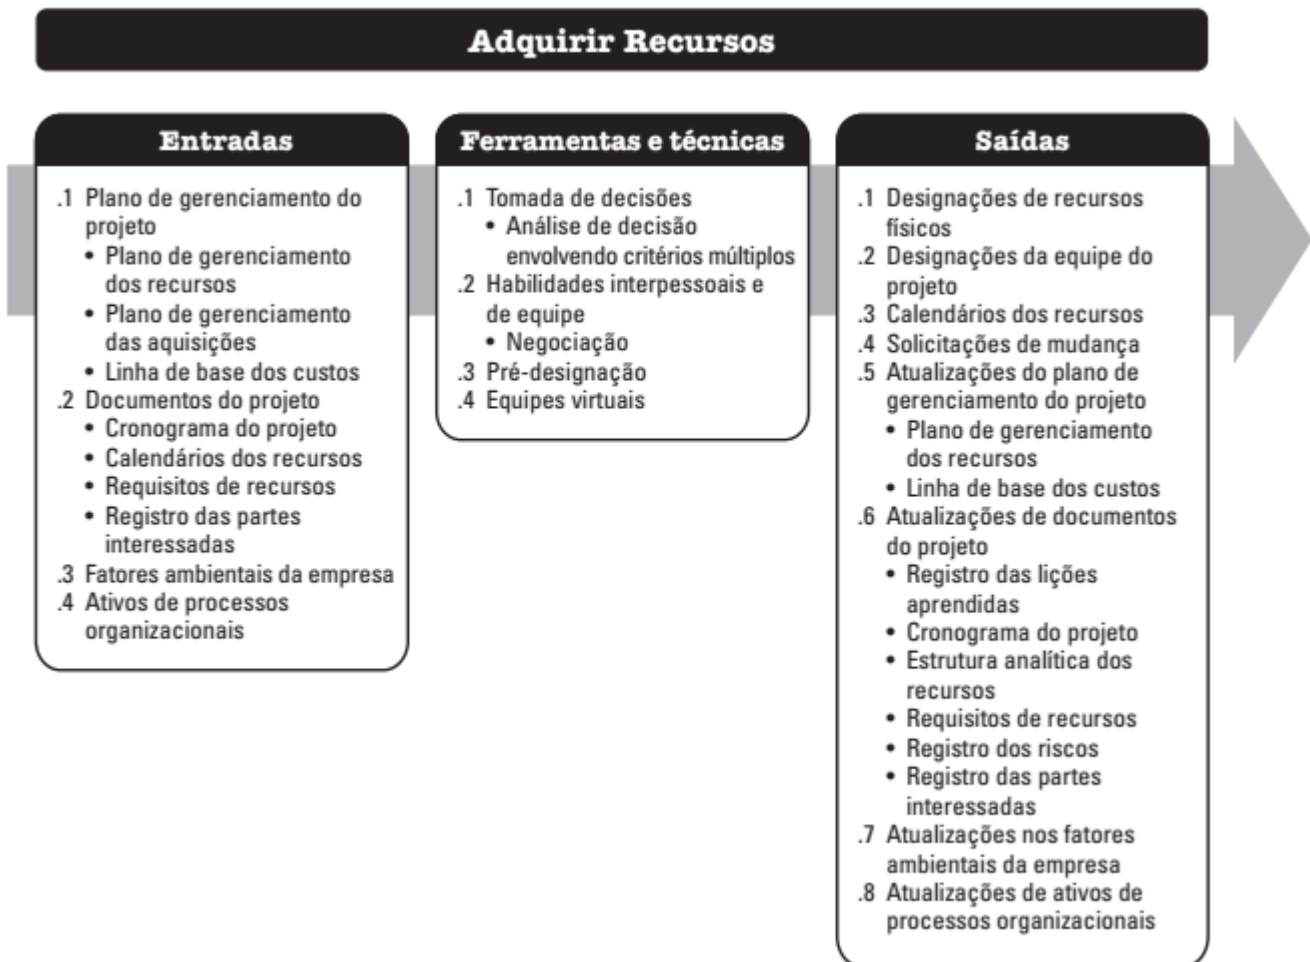 Adquirir Recursos
Entradas
.1 Plano de gerenciamento do
projeto
• Plano de gerenciamento
dos recursos
• Plano de gerenciamento
das aquisições
• Linha de base dos custos
.2 Documentos do projeto
• Cronograma do projeto
• Calendários dos recursos
• Requisitos de recursos
• Registro das partes
interessadas
.3 Fatores ambientais da empresa
.4 Ativos de processos
organizacionais
Ferramentas e técnicas
.1 Tomada de decisões
• Análise de decisão
envolvendo critérios múltiplos
.2 Habilidades interpessoais e
de equipe
• Negociação
.3 Pré-designação
.4 Equipes virtuais
Saídas
.1 Designações de recursos
físicos
.2 Designações da equipe do
projeto
.3 Calendários dos recursos
.4 Solicitações de mudança
.5 Atualizações do plano de
gerenciamento do projeto
• Plano de gerenciamento
dos recursos
• Linha de base dos custos
.6 Atualizações de documentos
do projeto
• Registro das lições
aprendidas
• Cronograma do projeto
• Estrutura analítica dos
recursos
• Requisitos de recursos
• Registro dos riscos
• Registro das partes
interessadas
.7 Atualizações nos fatores
ambientais da empresa
.8 Atualizações de ativos de
processos organizacionais